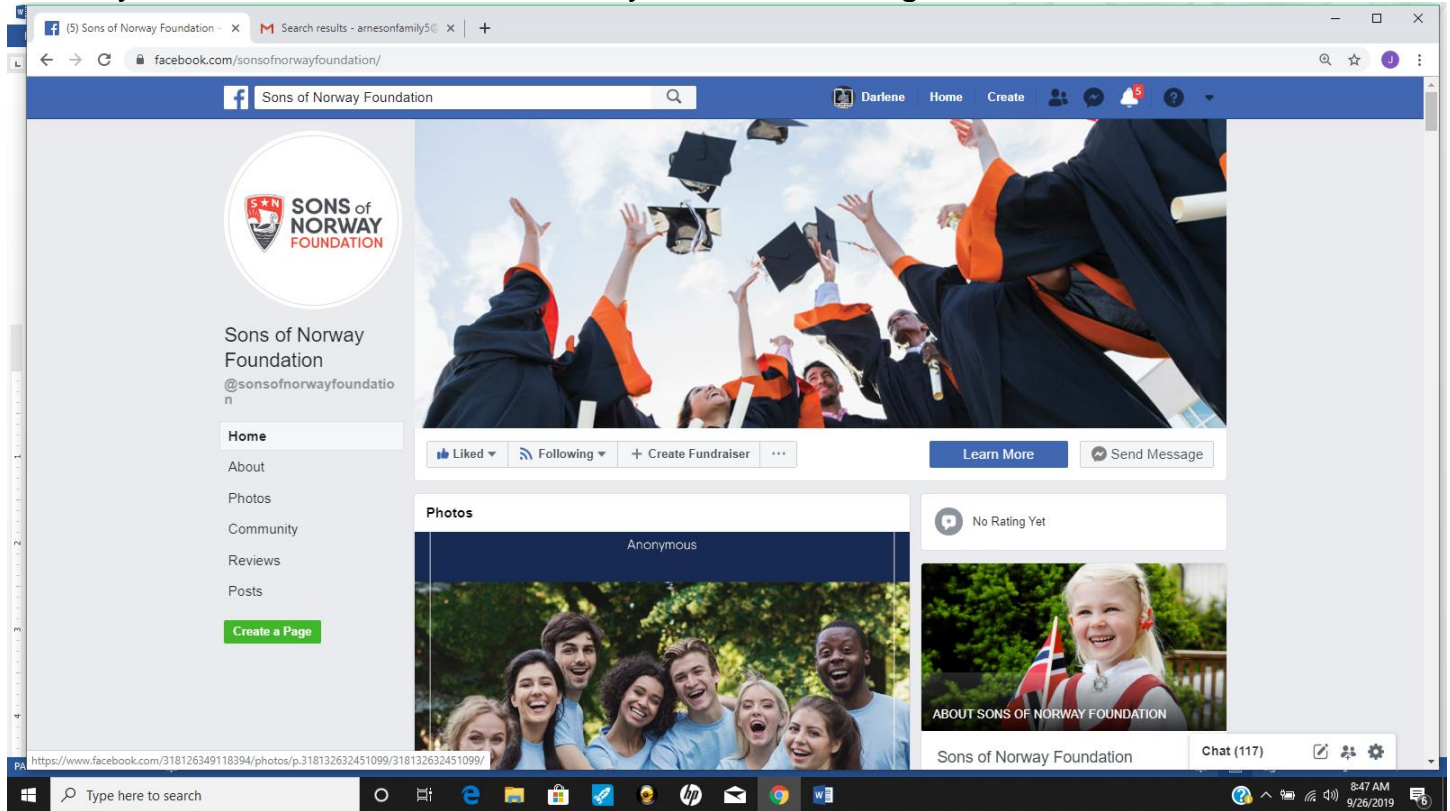 (5) Sons of Norway Foundation -
Search results - arnesonfamily5@
facebook.com/sonsofnorwayfoundation/
J
Sons of Norway Foundation
Darlene
Home
Create
5
S N
SONS of
NORWAY
FOUNDATION
Sons of Norway
Foundation
@sonsofnorwayfoundatio
n
Home
About
Photos
Community
Reviews
Posts
Create a Page
Liked
Following
+ Create Fundraiser
...
Learn More
Send Message
Photos
Anonymous
No Rating Yet
ABOUT SONS OF NORWAY FOUNDATION
Sons of Norway Foundation
Chat (117)
https://www.facebook.com/318126349118394/photos/p.318132632451099/318132632451099/
Type here to search
hp
8:47 AM
9/26/2019
6